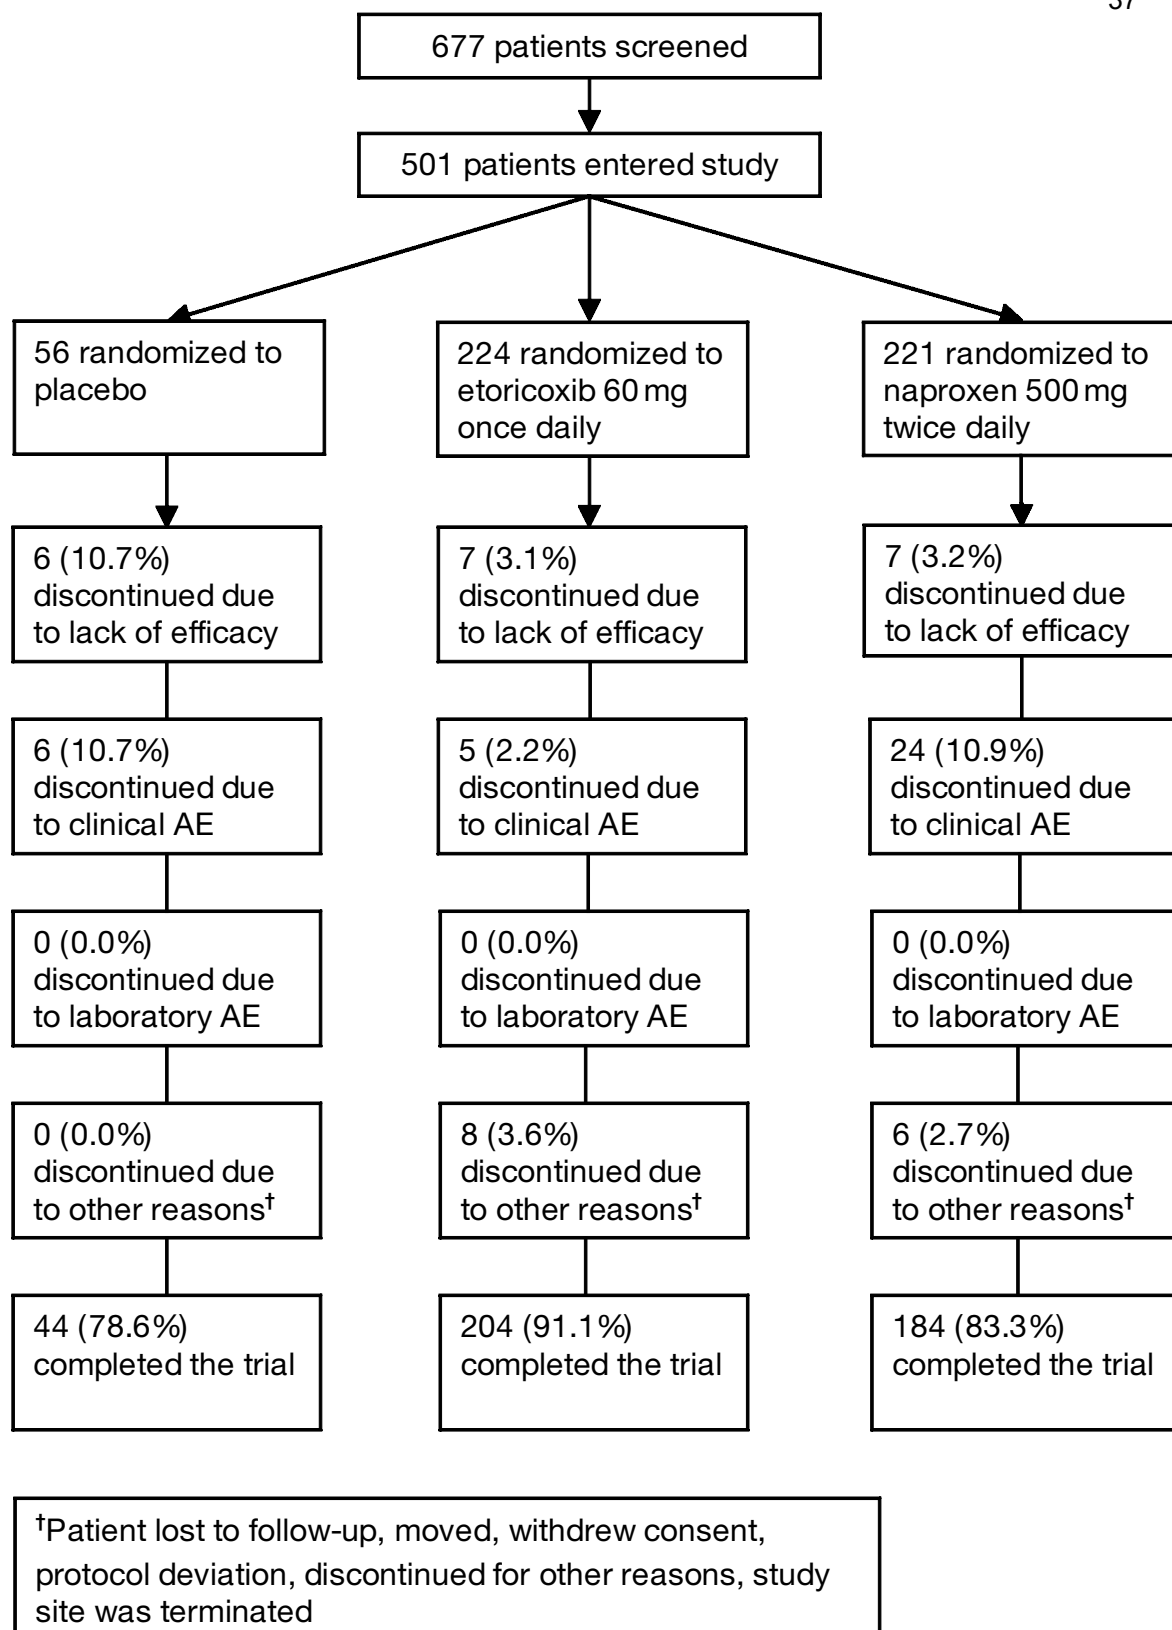 37
677 patients screened
501 patients entered study
56 randomized to
placebo
224 randomized to
etoricoxib 60 mg
once daily
221 randomized to
naproxen 500 mg
twice daily
6 (10.7%)
discontinued due
to lack of efficacy
7 (3.1%)
discontinued due
to lack of efficacy
7 (3.2%)
discontinued due
to lack of efficacy
6 (10.7%)
discontinued due
to clinical AE
5 (2.2%)
discontinued due
to clinical AE
24 (10.9%)
discontinued due
to clinical AE
0 (0.0%)
discontinued due
to laboratory AE
0 (0.0%)
discontinued due
to laboratory AE
0 (0.0%)
discontinued due
to laboratory AE
0 (0.0%)
discontinued due
to other reasons†
8 (3.6%)
discontinued due
to other reasons†
6 (2.7%)
discontinued due
to other reasons†
44 (78.6%)
completed the trial
204 (91.1%)
completed the trial
184 (83.3%)
completed the trial
†Patient lost to follow-up, moved, withdrew consent,
protocol deviation, discontinued for other reasons, study
site was terminated